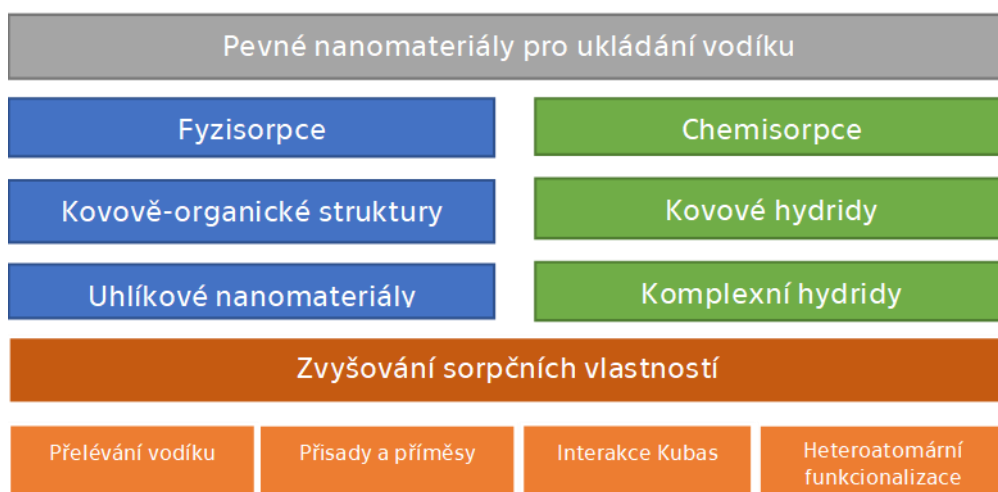 Pevné nanomateriály pro ukládání vodíku
Fyzisorpce
Chemisorpce
Kovově-organické struktury
Kovové hydridy
Uhlíkové nanomateriály
Komplexní hydridy
Zvyšování sorpčních vlastností
Přelévání vodíku
Přisady a příměsy
Interakce Kubas
Heteroatomární
funkcionalizace